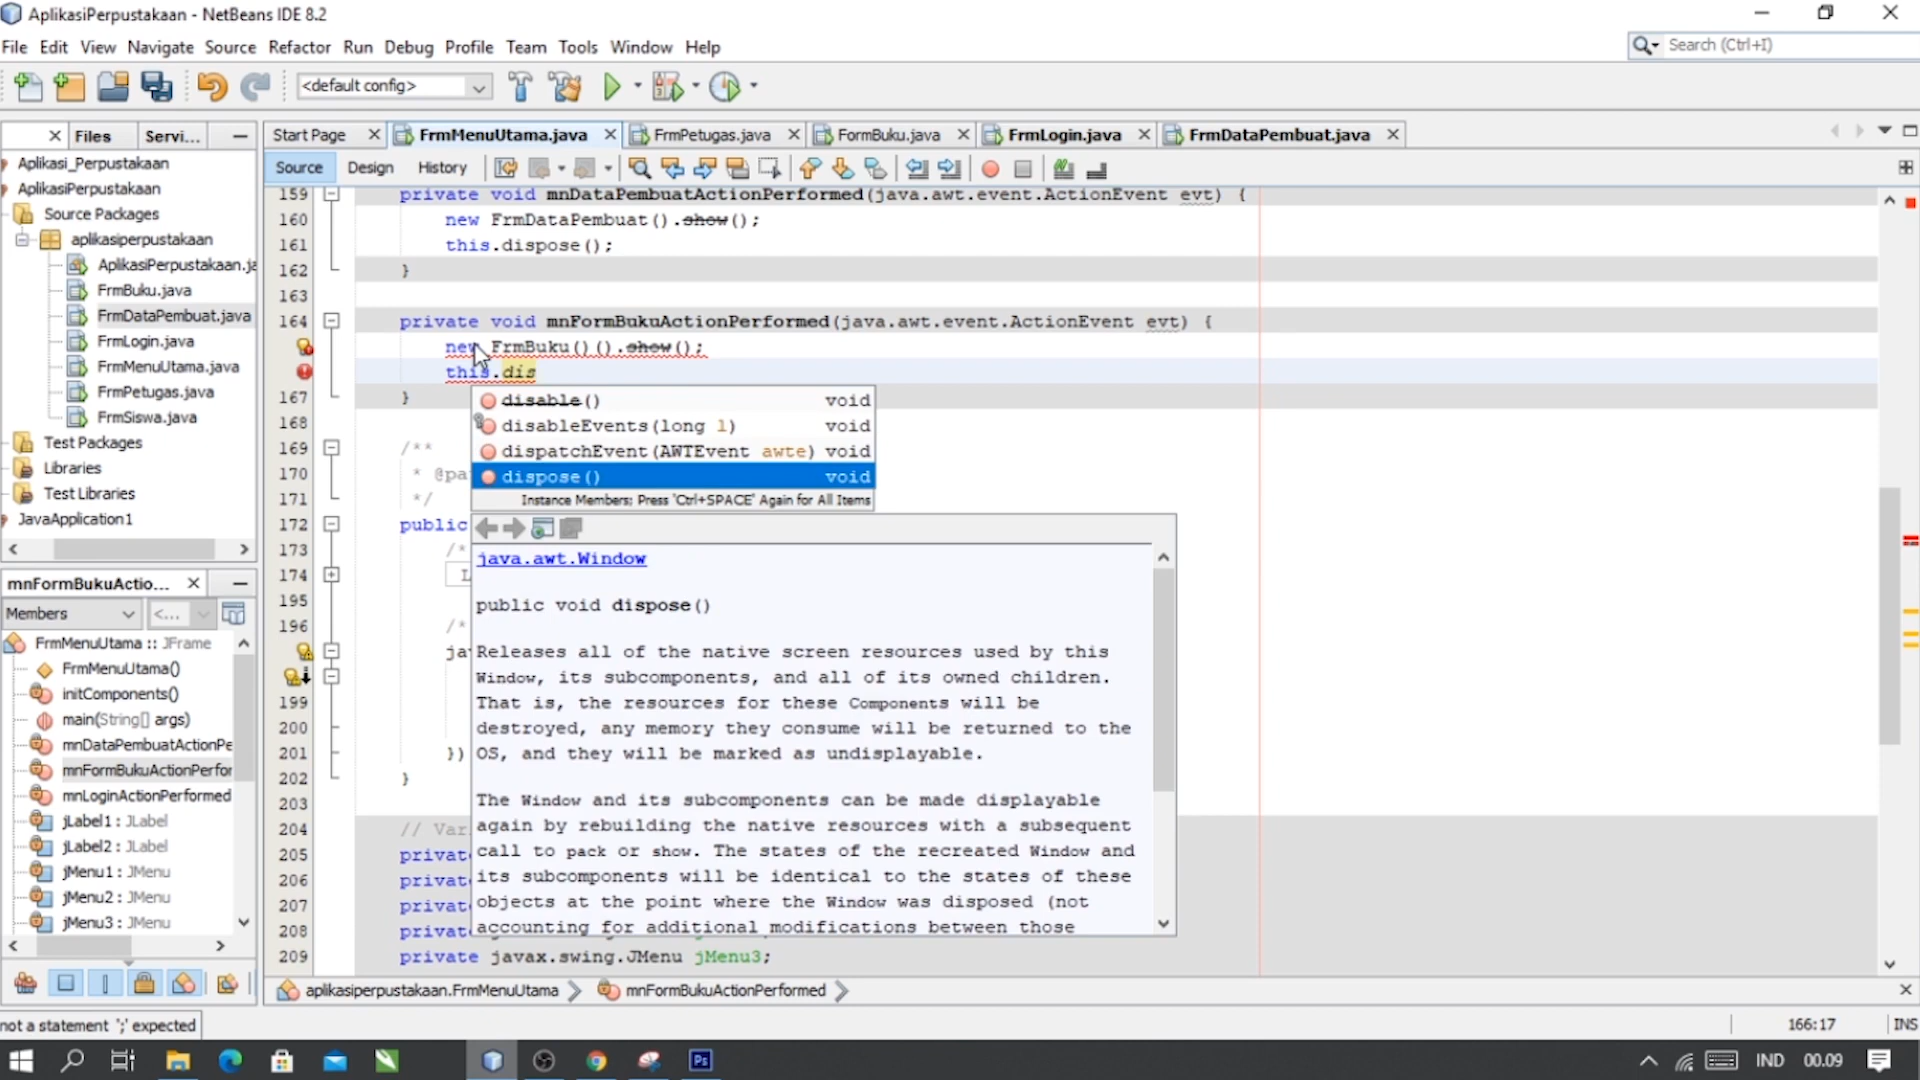 AplikasiPerpustakaan - NetBeans IDE 8.2
File Edit View Navigate Source Refactor Run Debug Profile Team Tools Window Help
Search (Ctrl+I)
<default config>
Files Servi...
Start Page FrmMenuUtama.java FrmPetugas.java FormBuku.java FrmLogin.java FrmDataPembuat.java
Source Design History
Aplikasi_Perpustakaan
AplikasiPerpustakaan
Source Packages
aplikasiperpustakaan
AplikasiPerpustakaan.ja
FrmBuku.java
FrmDataPembuat.java
FrmLogin.java
FrmMenuUtama.java
FrmPetugas.java
FrmSiswa.java
Test Packages
Libraries
Test Libraries
JavaApplication1
mnFormBukuActio...
Members <...
FrmMenuUtama :: JFrame
FrmMenuUtama()
initComponents()
main(String[] args)
mnDataPembuatActionPe
mnFormBukuActionPerfor
mnLoginActionPerformed
jLabel1 : JLabel
jLabel2 : JLabel
jMenu1 : JMenu
jMenu2 : JMenu
jMenu3 : JMenu
159 private void mnDataPembuatActionPerformed(java.awt.event.ActionEvent evt) {
160 new FrmDataPembuat().show();
161 this.dispose();
162 }
163
164 private void mnFormBukuActionPerformed(java.awt.event.ActionEvent evt) {
new FrmBuku()().show();
this.dis
167 }
168
169 /**
170 * @pa
171 */
172 public
173 /*
174
195
196 /*
ja
199
200
201 })
202 }
203
204 // Var
205 privat
206 privat
207 privat
208 privat
209 private javax.swing.JMenu jMenu3;
disable() void
disableEvents(long l) void
dispatchEvent(AWTEvent awte) void
dispose() void
Instance Members; Press 'Ctrl+SPACE' Again for All Items
java.awt.Window
public void dispose()
Releases all of the native screen resources used by this
Window, its subcomponents, and all of its owned children.
That is, the resources for these Components will be
destroyed, any memory they consume will be returned to the
OS, and they will be marked as undisplayable.
The Window and its subcomponents can be made displayable
again by rebuilding the native resources with a subsequent
call to pack or show. The states of the recreated Window and
its subcomponents will be identical to the states of these
objects at the point where the Window was disposed (not
accounting for additional modifications between those
aplikasiperpustakaan.FrmMenuUtama mnFormBukuActionPerformed
not a statement ';' expected
166:17 INS
Ps
IND 00.09